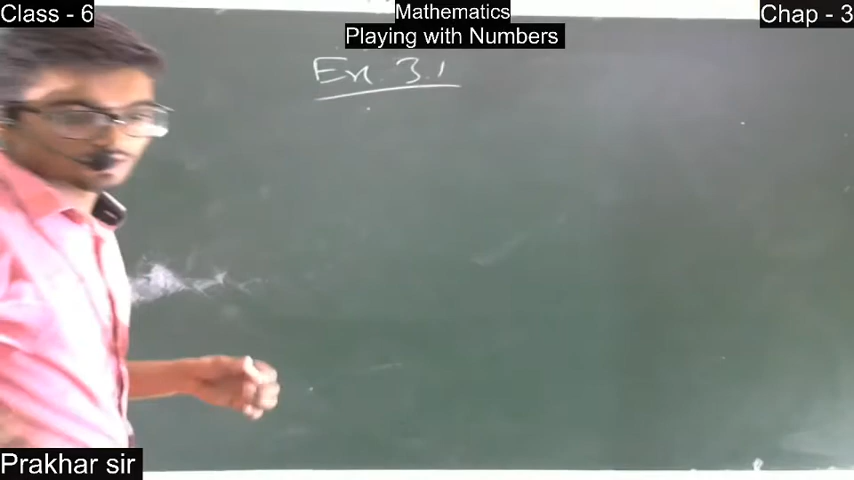 Class - 6
Mathematics
Chap - 3
Playing with Numbers
Ex. 3.1
Prakhar sir